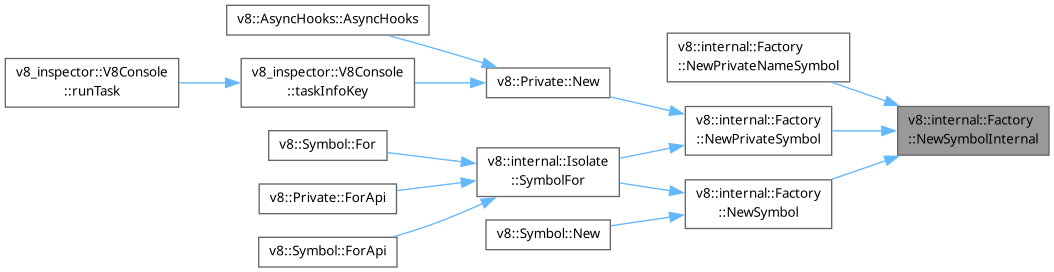 v8::AsyncHooks::AsyncHooks
v8_inspector::V8Console
::runTask
v8_inspector::V8Console
::taskInfoKey
v8::Private::New
v8::internal::Factory
::NewPrivateNameSymbol
v8::internal::Factory
::NewPrivateSymbol
v8::internal::Factory
::NewSymbolInternal
v8::Symbol::For
v8::Private::ForApi
v8::Symbol::ForApi
v8::internal::Isolate
::SymbolFor
v8::Symbol::New
v8::internal::Factory
::NewSymbol